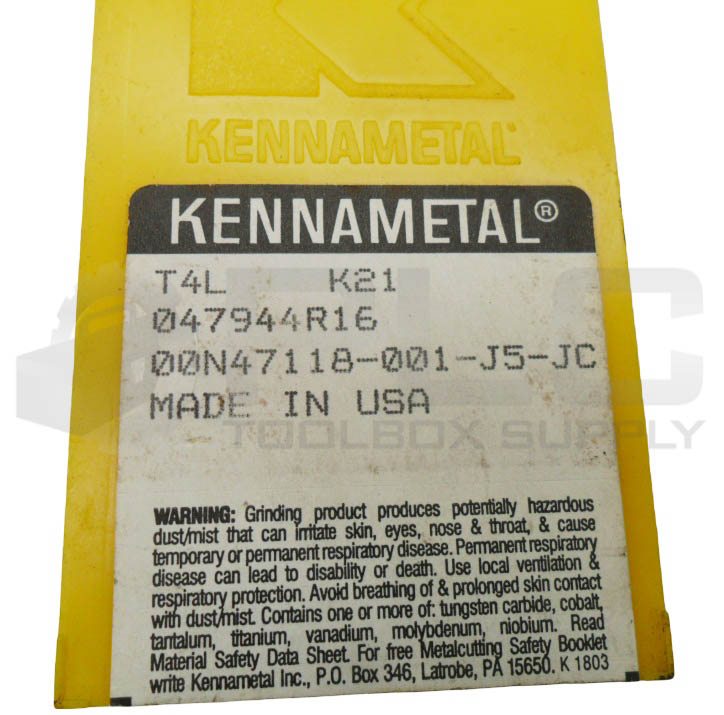 KENNAMETAL
KENNAMETAL®
T4L K21
047944R16
00N47118-001-J5-JC
MADE IN USA
PLC
TOOLBOX SUPPLY
WARNING: Grinding product produces potentially hazardous
dust/mist that can irritate skin, eyes, nose & throat, & cause
temporary or permanent respiratory disease. Permanent respiratory
disease can lead to disability or death. Use local ventilation &
respiratory protection. Avoid breathing of & prolonged skin contact
with dust/mist. Contains one or more of: tungsten carbide, cobalt,
tantalum, titanium, vanadium, molybdenum, niobium. Read
Material Safety Data Sheet. For free Metalcutting Safety Booklet
write Kennametal Inc., P.O. Box 346, Latrobe, PA 15650. K 1803